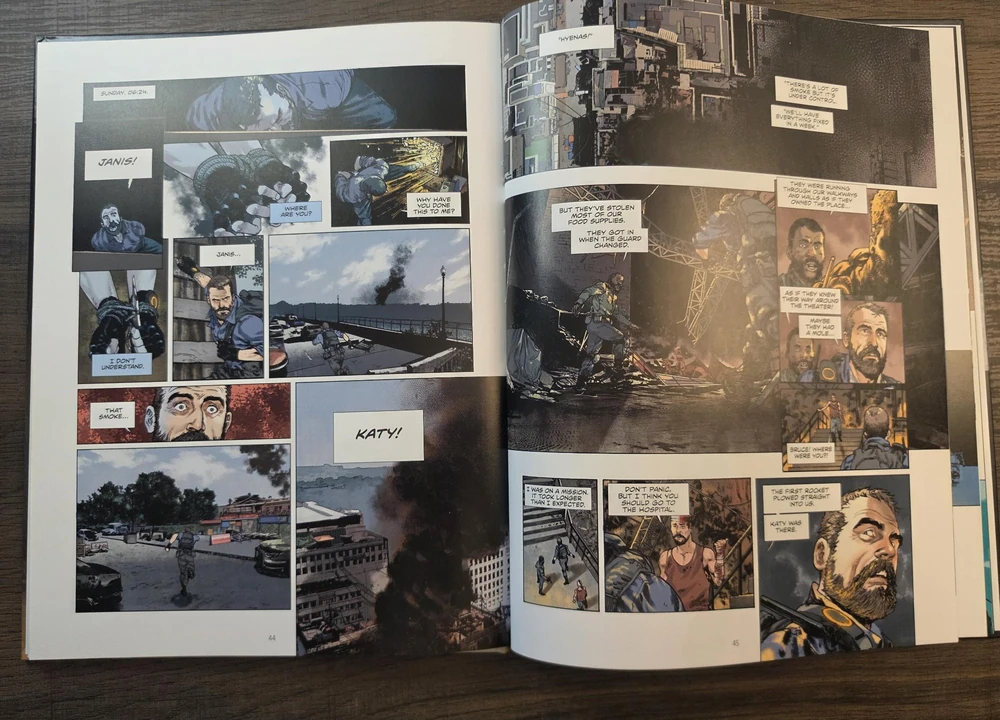 SUNDAY, 06:24.
JANIS!
WHERE
ARE YOU?
WHY HAVE
YOU DONE
THIS TO ME?
I DON'T
UNDERSTAND.
JANIS...
THAT
SMOKE...
KATY!
44
"HYENAS!"
"THERE'S A LOT OF
SMOKE BUT IT'S
UNDER CONTROL.
"WE'LL HAVE
EVERYTHING FIXED
IN A WEEK."
BUT THEY'VE STOLEN
MOST OF OUR
FOOD SUPPLIES.
THEY GOT IN
WHEN THE GUARD
CHANGED.
THEY WERE RUNNING
THROUGH OUR WALKWAYS
AND HALLS AS IF THEY
OWNED THE PLACE...
AS IF THEY KNEW
THEIR WAY AROUND
THE THEATER!
MAYBE
THEY HAD
A MOLE...
BRUCE! WHERE
WERE YOU?!
I WAS ON A MISSION.
IT TOOK LONGER
THAN I EXPECTED.
DON'T PANIC,
BUT I THINK YOU
SHOULD GO TO
THE HOSPITAL.
THE FIRST ROCKET
PLOWED STRAIGHT
INTO US.
KATY WAS
THERE.
45